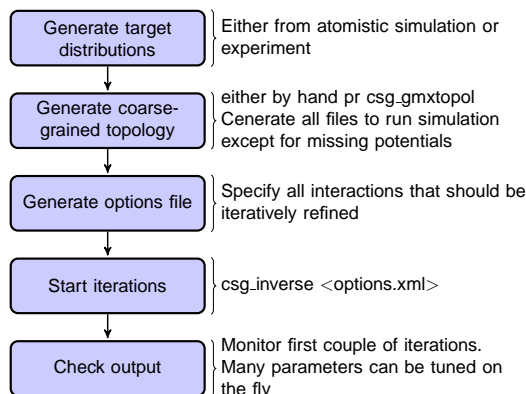 Generate target
distributions
Either from atomistic simulation or
experiment
Generate coarse-
grained topology
either by hand pr csg_gmxtopol
Cenerate all files to run simulation
except for missing potentials
Generate options file
Specify all interactions that should be
iteratively refined
Start iterations
csg_inverse <options.xml>
Check output
Monitor first couple of iterations.
Many parameters can be tuned on
the fly